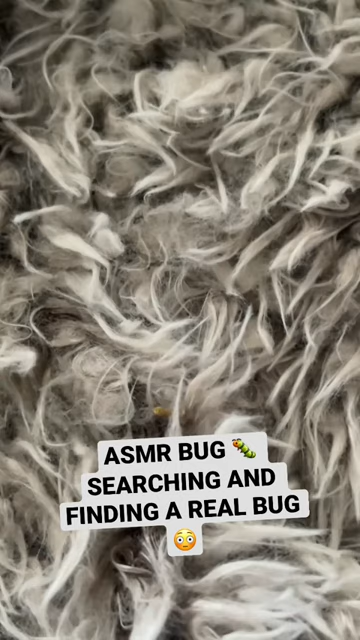 ASMR BUG 🐛
SEARCHING AND
FINDING A REAL BUG
😳